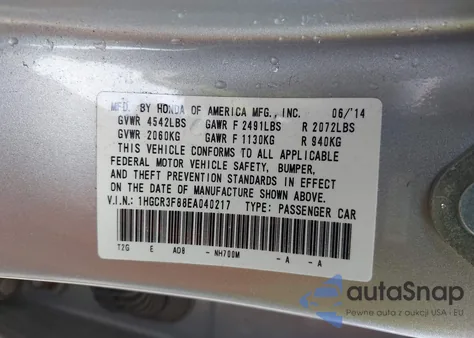 MFD. BY HONDA OF AMERICA MFG., INC. 06/'14
GVWR 4542LBS GAWR F 2491LBS R 2072LBS
GVWR 2060KG GAWR F 1130KG R 940KG
THIS VEHICLE CONFORMS TO ALL APPLICABLE
FEDERAL MOTOR VEHICLE SAFETY, BUMPER,
AND THEFT PREVENTION STANDARDS IN EFFECT
ON THE DATE OF MANUFACTURE SHOWN ABOVE.
V.I.N.: 1HGCR3F86EA040217 TYPE: PASSENGER CAR
T2G E AD8 - NH700M - A - A
autoSnap
Pewne auta z aukcji USA i EU